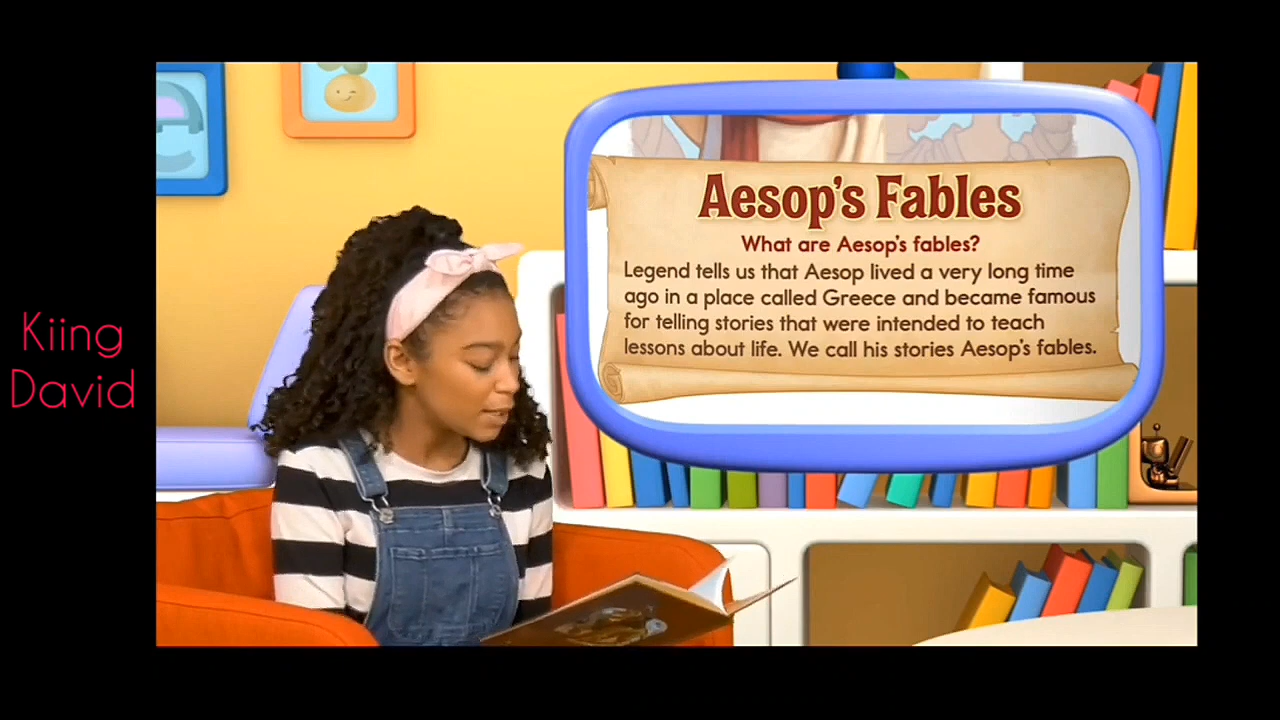 Kiing
David
Aesop's Fables
What are Aesop's fables?
Legend tells us that Aesop lived a very long time
ago in a place called Greece and became famous
for telling stories that were intended to teach
lessons about life. We call his stories Aesop's fables.